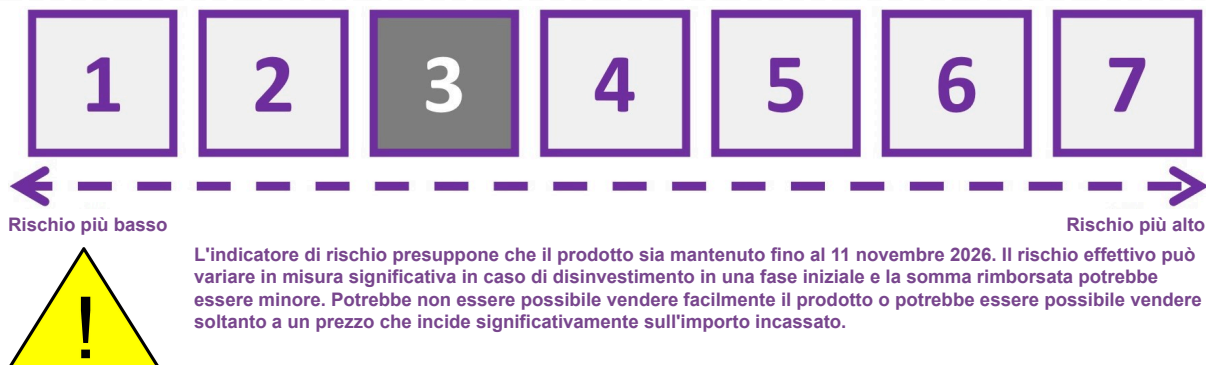 1 2 3 4 5 6 7
Rischio più basso Rischio più alto
L'indicatore di rischio presuppone che il prodotto sia mantenuto fino al 11 novembre 2026. Il rischio effettivo può
variare in misura significativa in caso di disinvestimento in una fase iniziale e la somma rimborsata potrebbe
essere minore. Potrebbe non essere possibile vendere facilmente il prodotto o potrebbe essere possibile vendere
soltanto a un prezzo che incide significativamente sull'importo incassato.
!